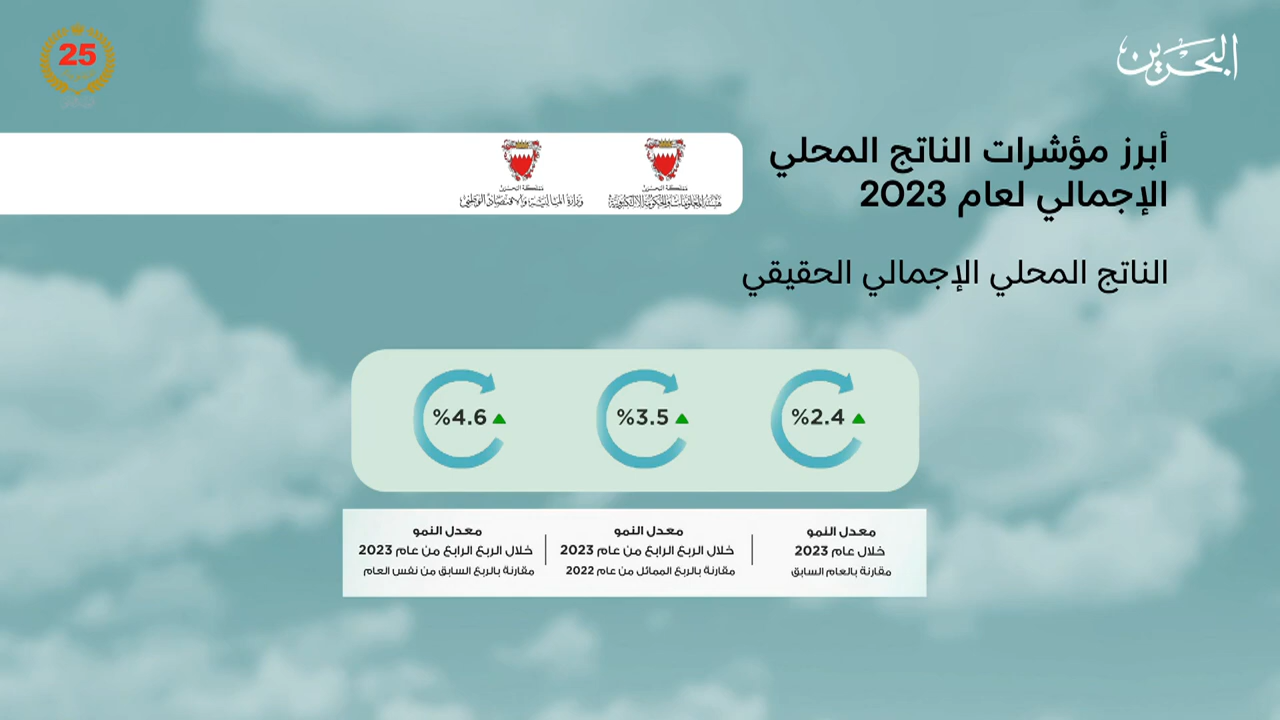 25
البحرين
أبرز مؤشرات الناتج المحلي
الإجمالي لعام 2023
مملكة البحرين
هيئة المعلومات والحكومة الإلكترونية
مملكة البحرين
وزارة المالية والاقتصاد الوطني
الناتج المحلي الإجمالي الحقيقي
%2.4
%3.5
%4.6
معدل النمو
خلال عام 2023
مقارنة بالعام السابق
معدل النمو
خلال الربع الرابع من عام 2023
مقارنة بالربع المماثل من عام 2022
معدل النمو
خلال الربع الرابع من عام 2023
مقارنة بالربع السابق من نفس العام